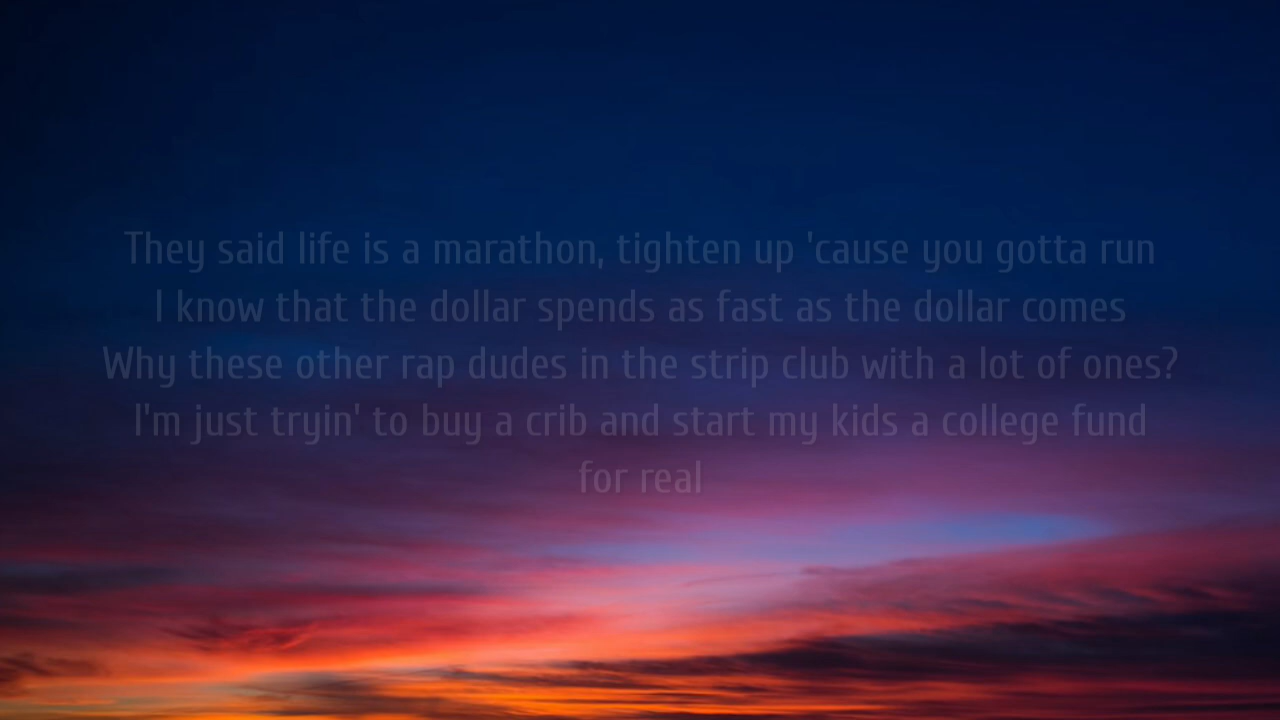 They said life is a marathon, tighten up 'cause you gotta run
I know that the dollar spends as fast as the dollar comes
Why these other rap dudes in the strip club with a lot of ones?
I'm just tryin' to buy a crib and start my kids a college fund
for real